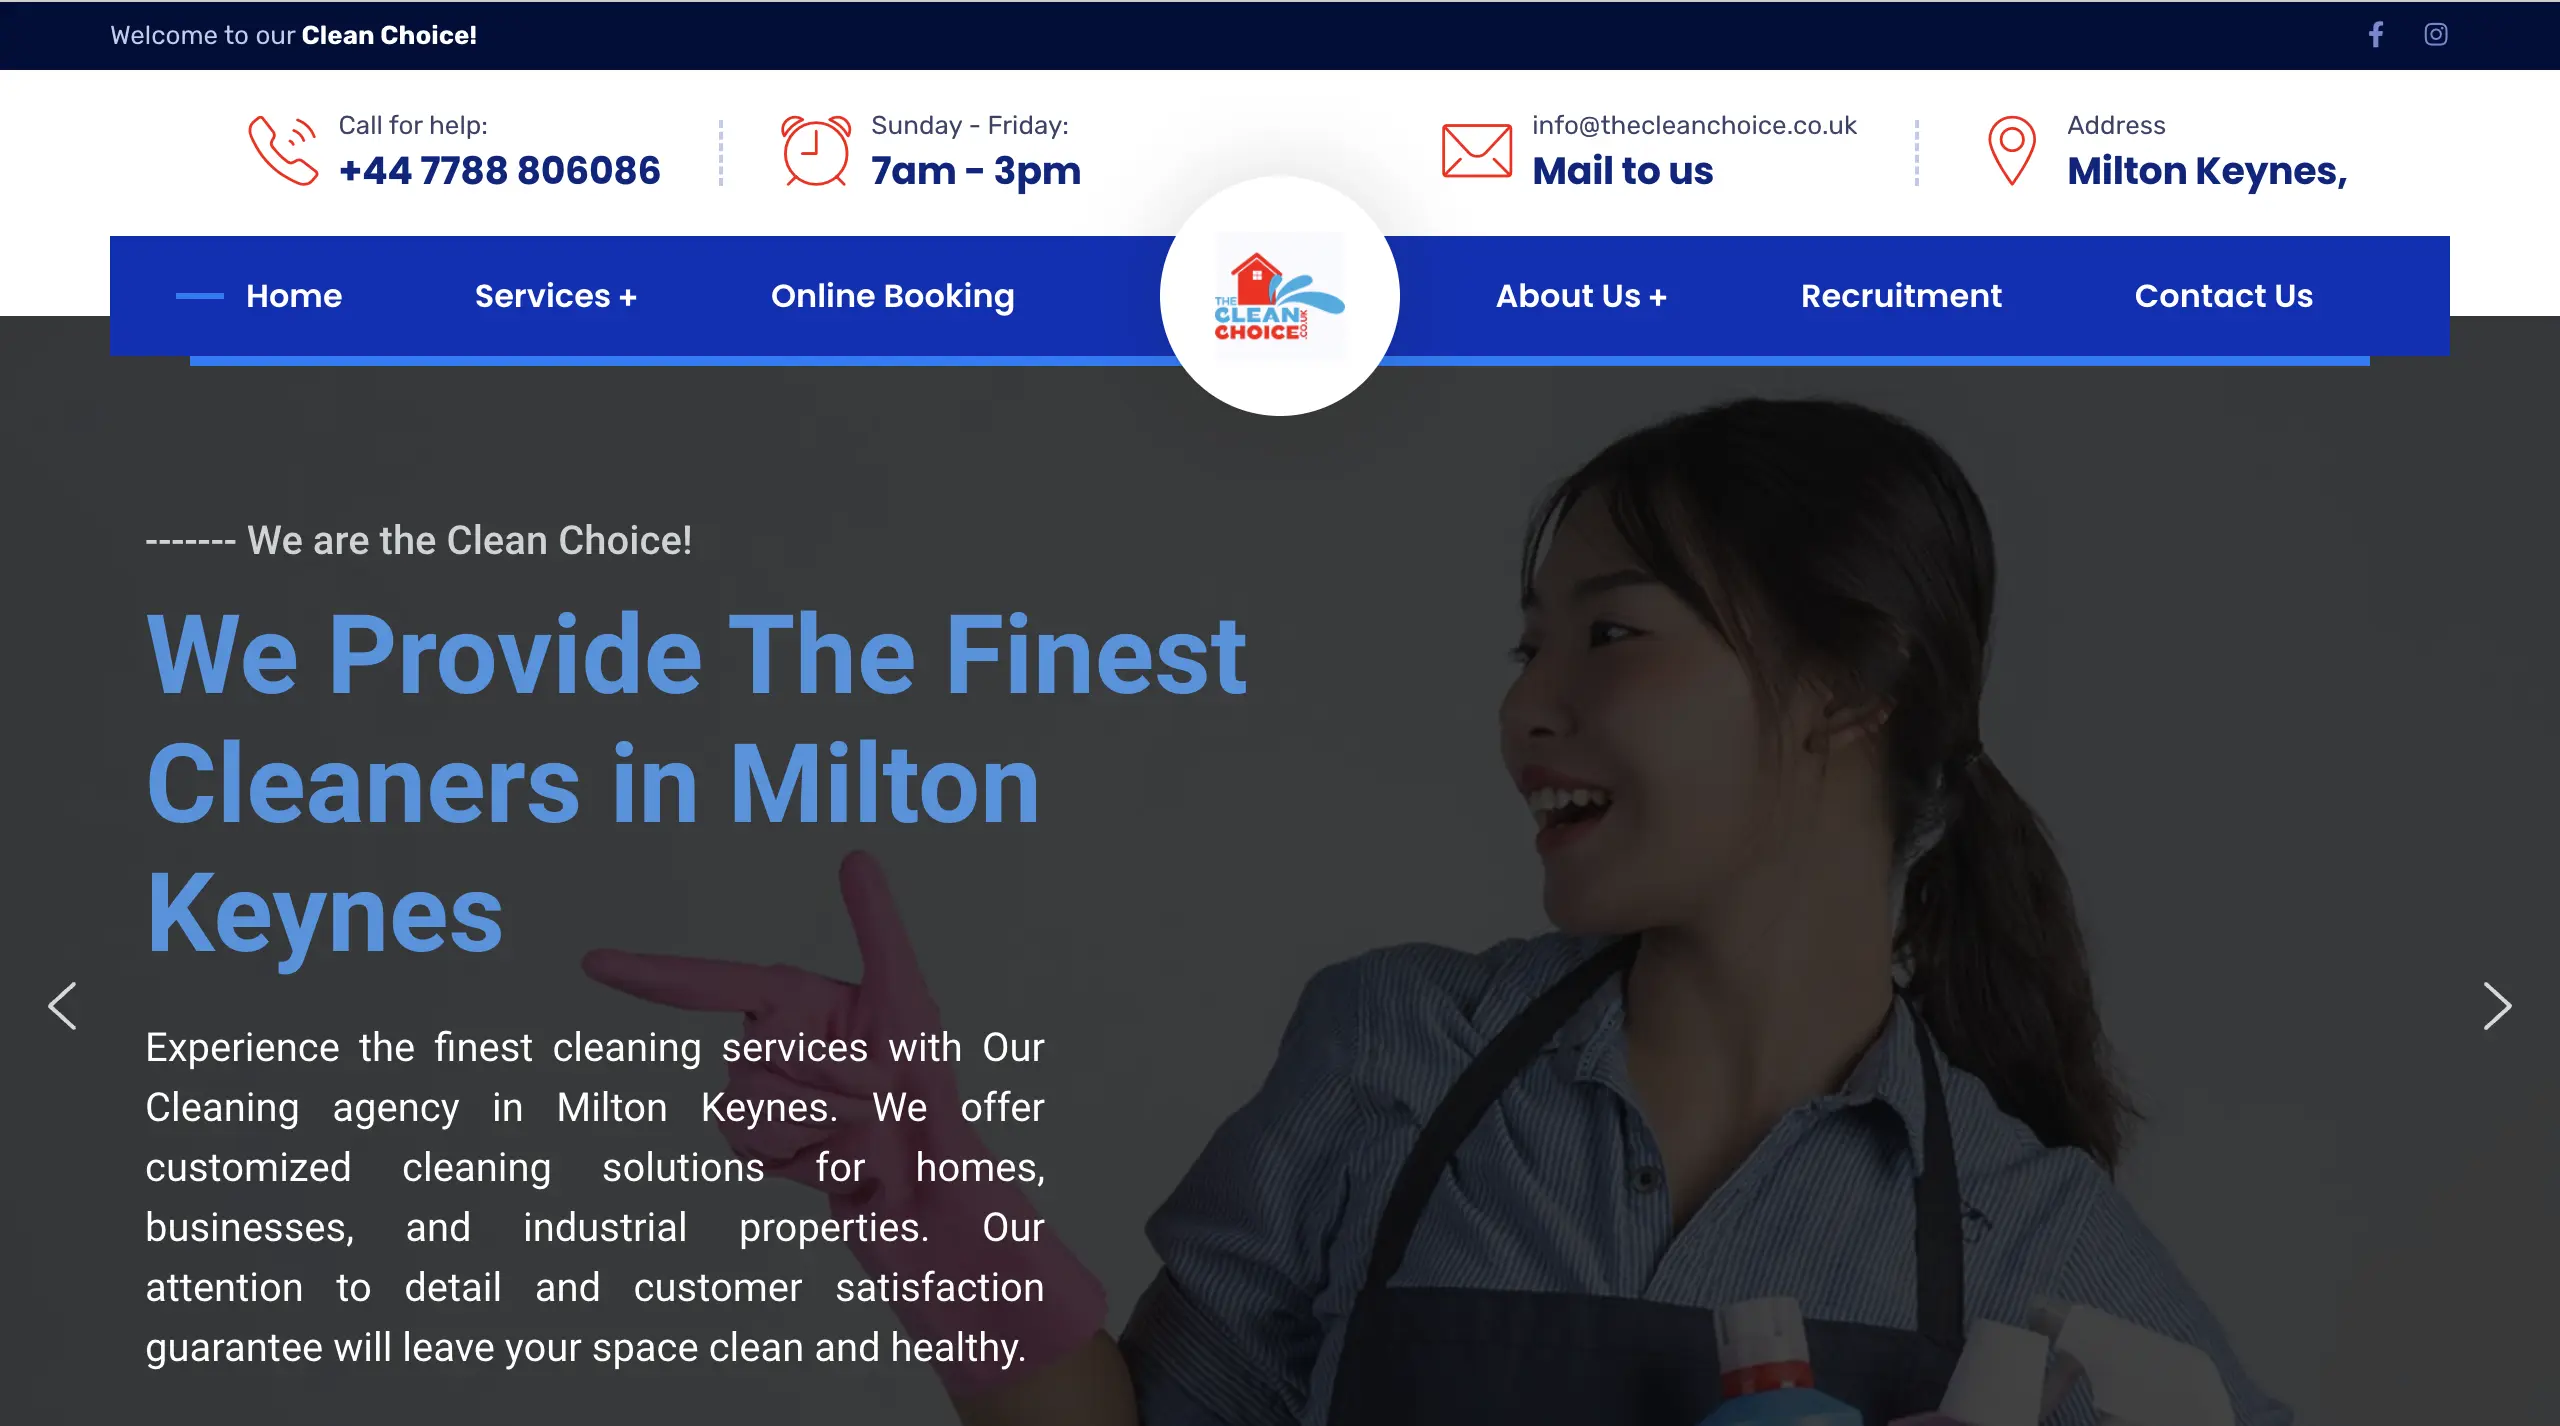 Welcome to our Clean Choice!
Call for help:
+44 7788 806086
Sunday - Friday:
7am - 3pm
info@thecleanchoice.co.uk
Mail to us
Address
Milton Keynes,
Home
Services +
Online Booking
THE
CLEAN
CHOICE
.CO.UK
About Us +
Recruitment
Contact Us
------- We are the Clean Choice!
We Provide The Finest
Cleaners in Milton
Keynes
Experience the finest cleaning services with Our
Cleaning agency in Milton Keynes. We offer
customized cleaning solutions for homes,
businesses, and industrial properties. Our
attention to detail and customer satisfaction
guarantee will leave your space clean and healthy.